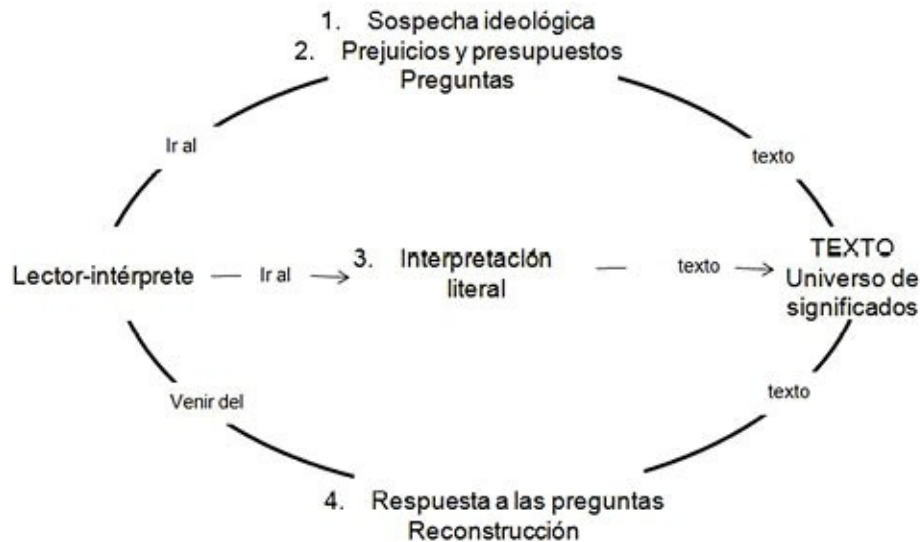 1. Sospecha ideológica
2. Prejuicios y presupuestos
Preguntas
Ir al
texto
Lector-intérprete
Ir al
3. Interpretación
literal
texto
TEXTO
Universo de
significados
Venir del
texto
4. Respuesta a las preguntas
Reconstrucción